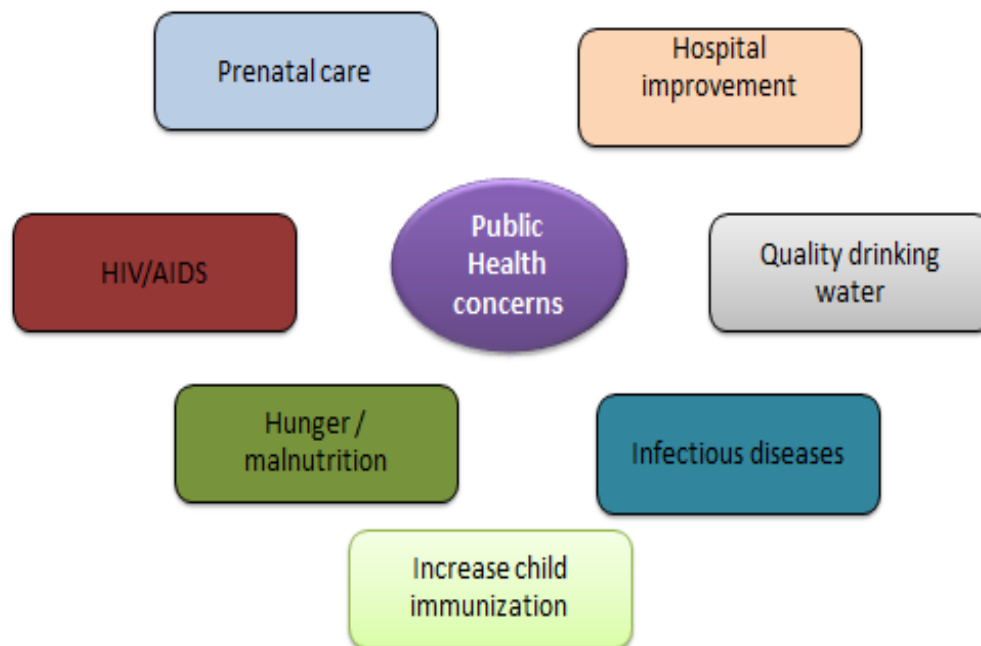 Prenatal care
Hospital
improvement
HIV/AIDS
Public
Health
concerns
Quality drinking
water
Hunger /
malnutrition
Infectious diseases
Increase child
immunization